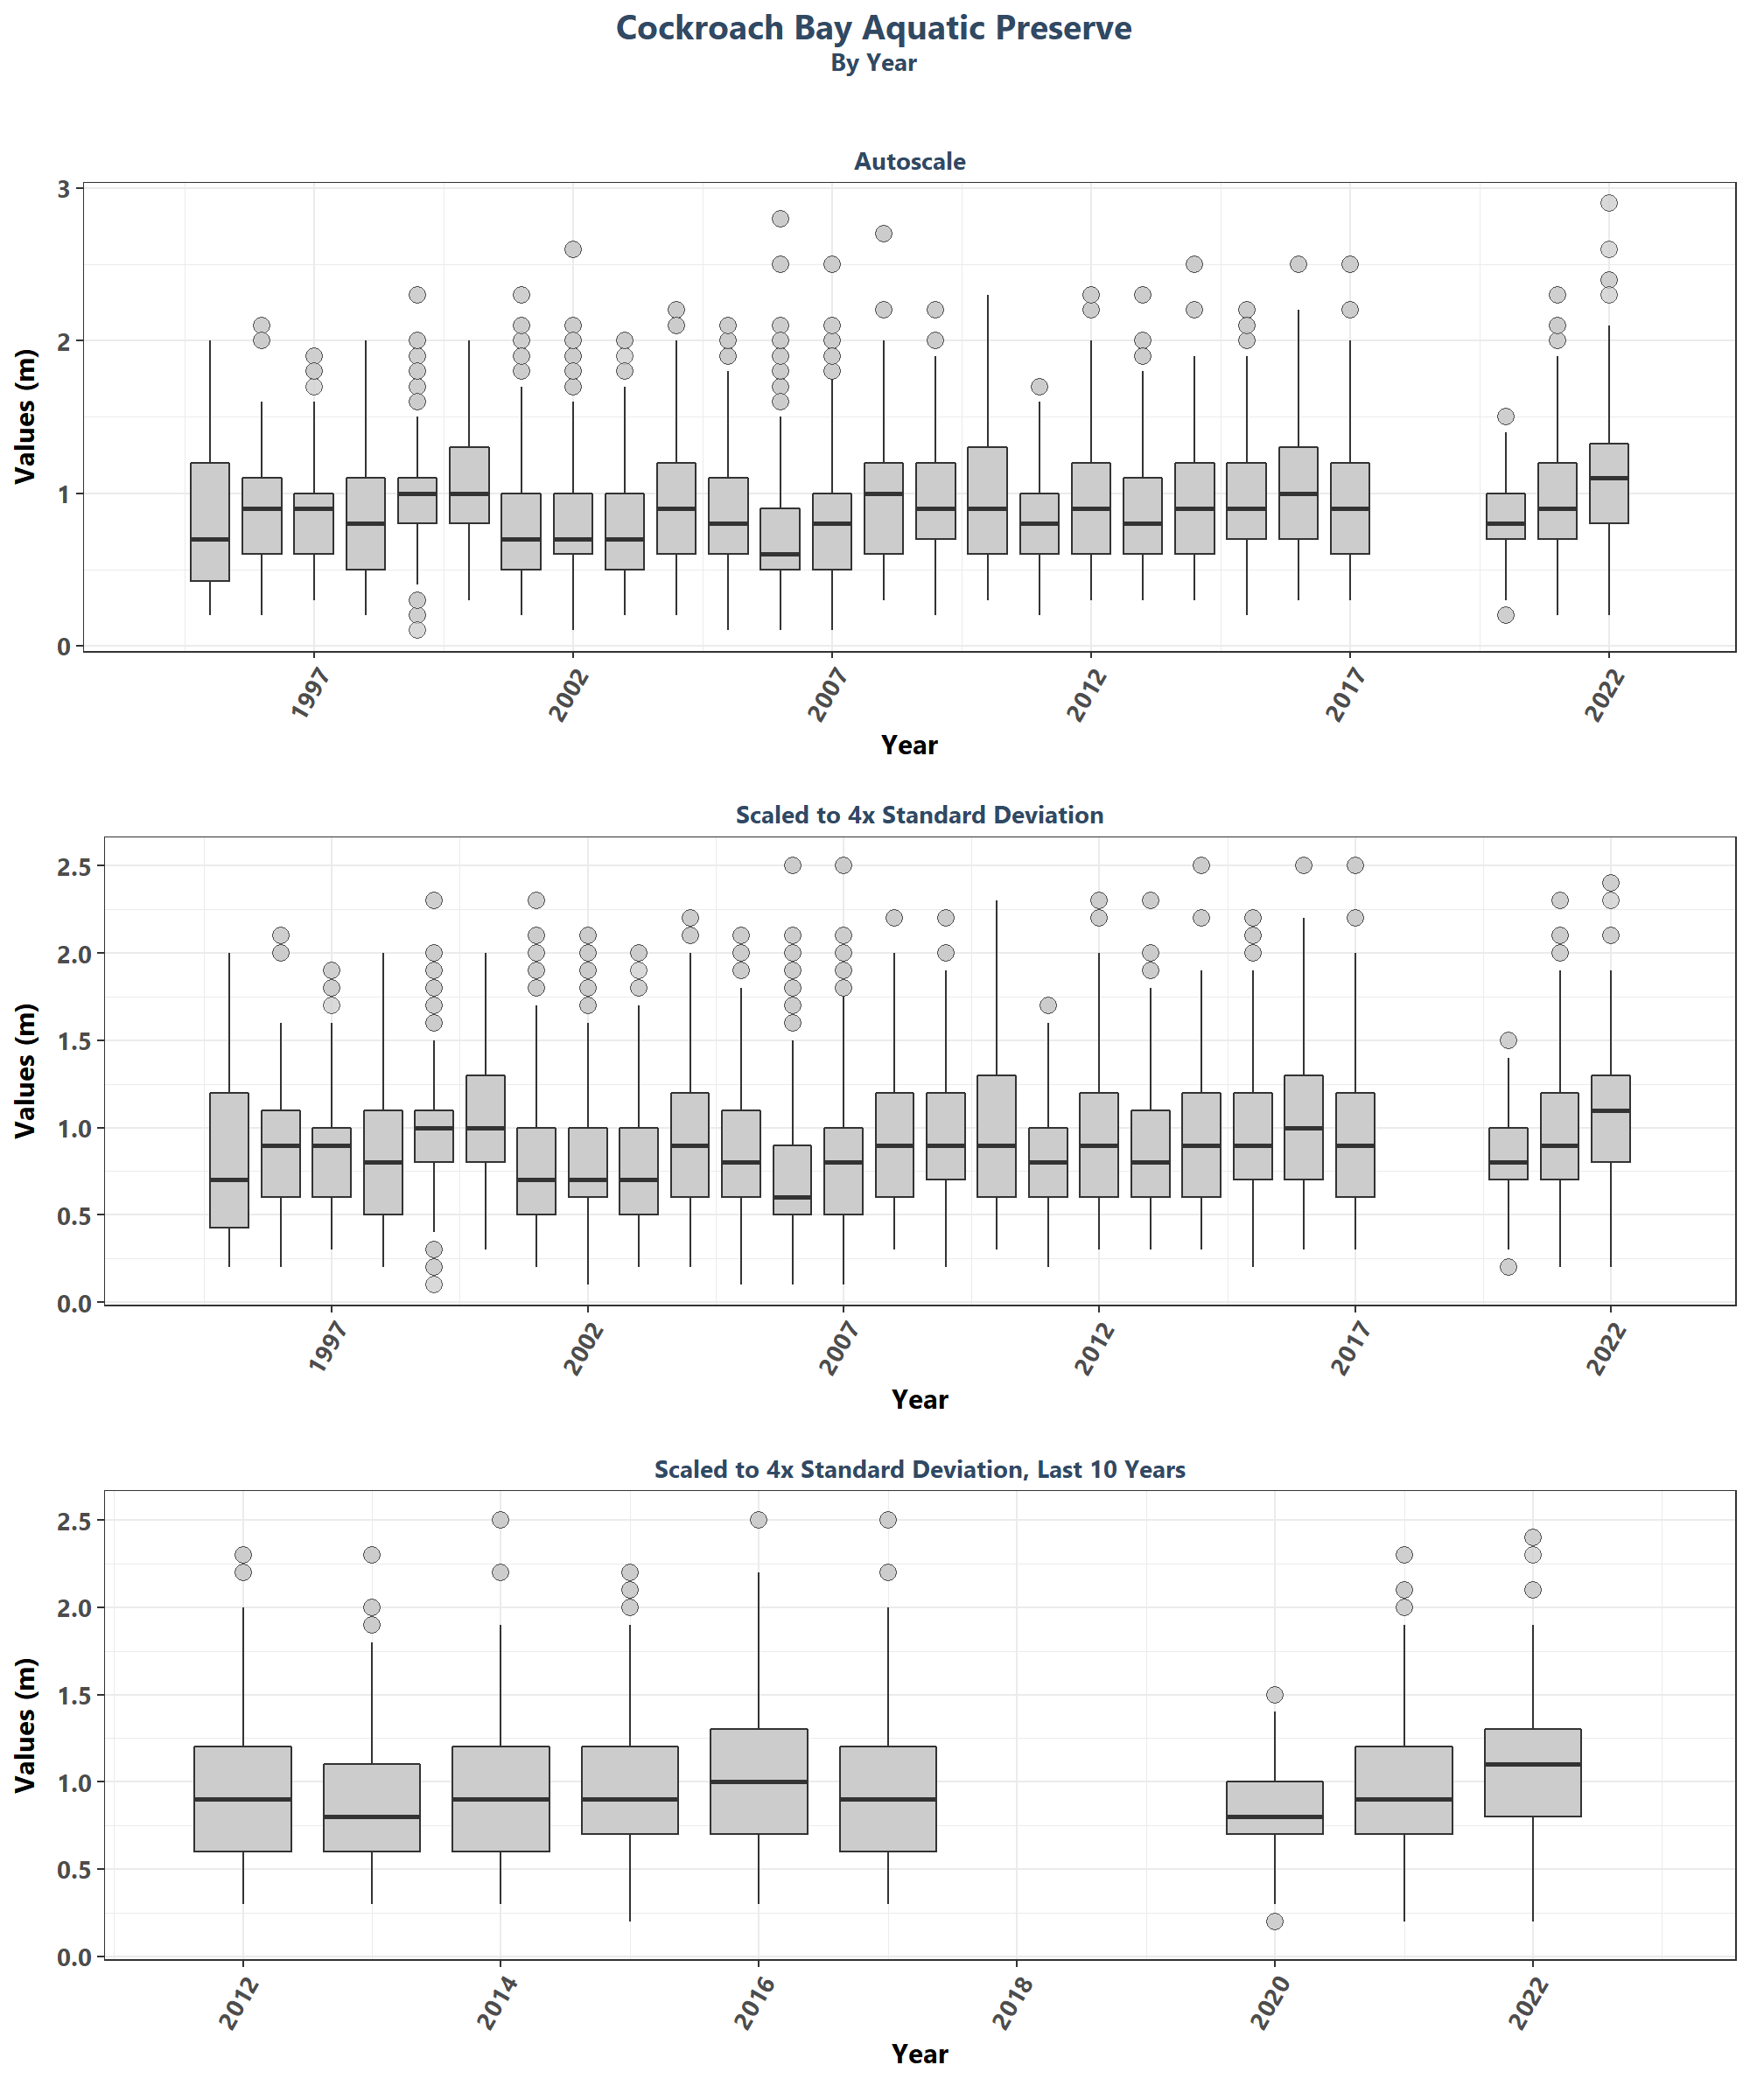 Cockroach Bay Aquatic Preserve
By Year
Autoscale
3
2
1
0
Values (m)
1997 2002 2007 2012 2017 2022
Year
Scaled to 4x Standard Deviation
2.5
2.0
1.5
1.0
0.5
0.0
Values (m)
1997 2002 2007 2012 2017 2022
Year
Scaled to 4x Standard Deviation, Last 10 Years
2.5
2.0
1.5
1.0
0.5
0.0
Values (m)
2012 2014 2016 2018 2020 2022
Year